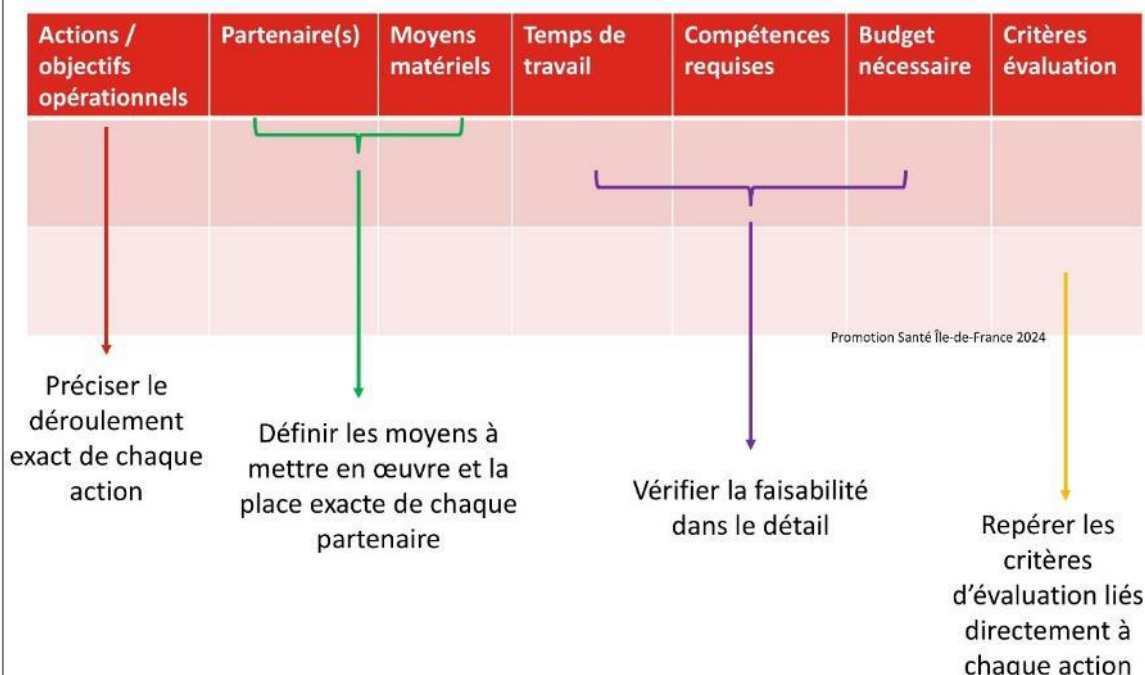 Actions /
objectifs
opérationnels
Partenaire(s)
Moyens
matériels
Temps de
travail
Compétences
requises
Budget
nécessaire
Critères
évaluation
Promotion Santé Île-de-France 2024
Préciser le
déroulement
exact de chaque
action
Définir les moyens à
mettre en œuvre et la
place exacte de chaque
partenaire
Vérifier la faisabilité
dans le détail
Repérer les
critères
d'évaluation liés
directement à
chaque action